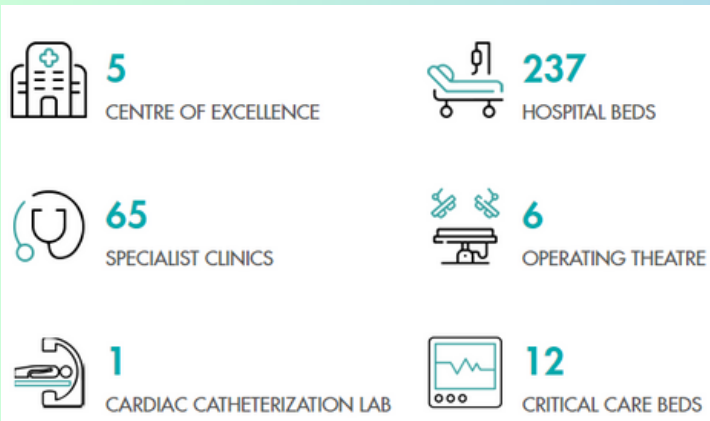 5
CENTRE OF EXCELLENCE
237
HOSPITAL BEDS
65
SPECIALIST CLINICS
6
OPERATING THEATRE
1
CARDIAC CATHETERIZATION LAB
12
CRITICAL CARE BEDS